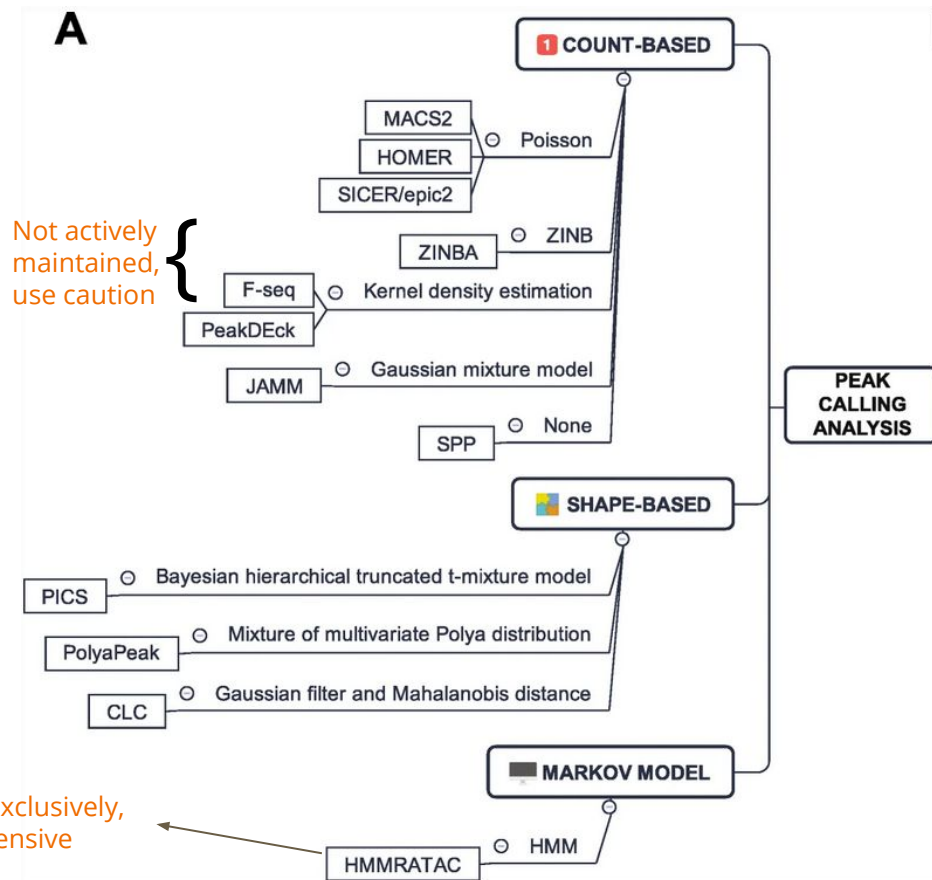 A
1 COUNT-BASED
MACS2
HOMER
SICER/epic2
Poisson
Not actively
maintained,
use caution
{
ZINBA
ZINB
F-seq
PeakDEck
Kernel density estimation
JAMM
Gaussian mixture model
SPP
None
PEAK
CALLING
ANALYSIS
SHAPE-BASED
PICS
Bayesian hierarchical truncated t-mixture model
PolyaPeak
Mixture of multivariate Polya distribution
CLC
Gaussian filter and Mahalanobis distance
MARKOV MODEL
xclusively,
ensive
HMMRATAC
HMM